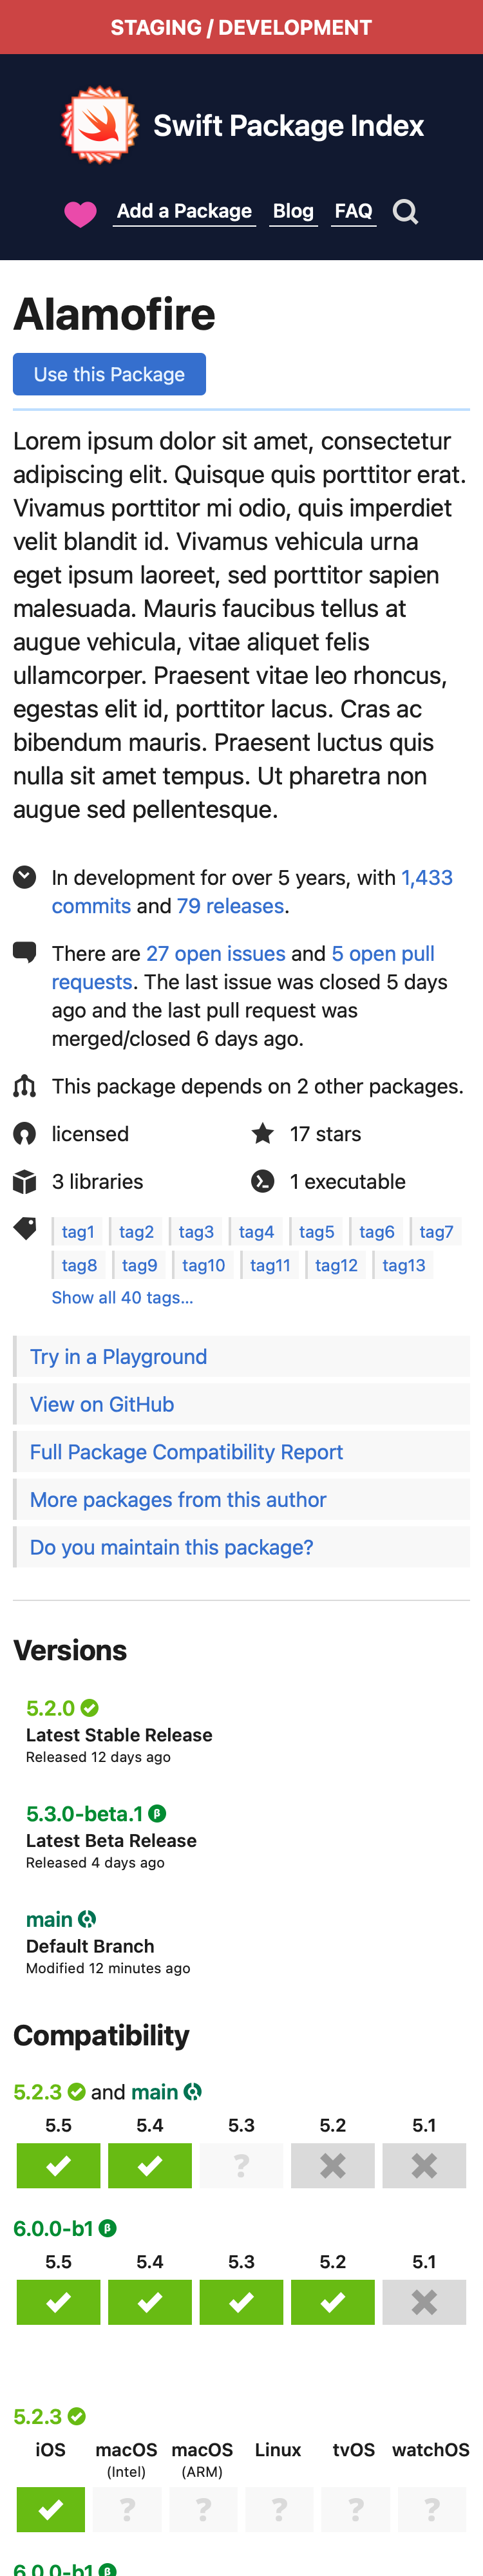 STAGING / DEVELOPMENT
Swift Package Index
Add a Package Blog FAQ
Alamofire
Use this Package
Lorem ipsum dolor sit amet, consectetur
adipiscing elit. Quisque quis porttitor erat.
Vivamus porttitor mi odio, quis imperdiet
velit blandit id. Vivamus vehicula urna
eget ipsum laoreet, sed porttitor sapien
malesuada. Mauris faucibus tellus at
augue vehicula, vitae aliquet felis
ullamcorper. Praesent vitae leo rhoncus,
egestas elit id, porttitor lacus. Cras ac
bibendum mauris. Praesent luctus quis
nulla sit amet tempus. Ut pharetra non
augue sed pellentesque.
In development for over 5 years, with 1,433
commits and 79 releases.
There are 27 open issues and 5 open pull
requests. The last issue was closed 5 days
ago and the last pull request was
merged/closed 6 days ago.
This package depends on 2 other packages.
licensed 17 stars
3 libraries 1 executable
tag1 tag2 tag3 tag4 tag5 tag6 tag7
tag8 tag9 tag10 tag11 tag12 tag13
Show all 40 tags…
Try in a Playground
View on GitHub
Full Package Compatibility Report
More packages from this author
Do you maintain this package?
Versions
5.2.0
Latest Stable Release
Released 12 days ago
5.3.0-beta.1 β
Latest Beta Release
Released 4 days ago
main
Default Branch
Modified 12 minutes ago
Compatibility
5.2.3 and main
5.5 5.4 5.3 5.2 5.1
?
6.0.0-b1 β
5.5 5.4 5.3 5.2 5.1
5.2.3
iOS macOS macOS Linux tvOS watchOS
(Intel) (ARM)
? ? ? ? ?
6.0.0-b1 β